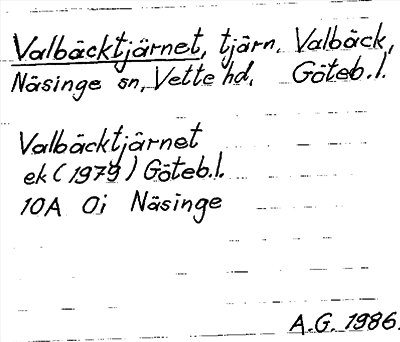 Valbäcktjärnet, tjärn, Valbäck,
Näsinge sn, Vette hd, Göteb.l.
Valbäcktjärnet
ek (1979) Göteb.l.
10A 0i Näsinge
A.G. 1986.